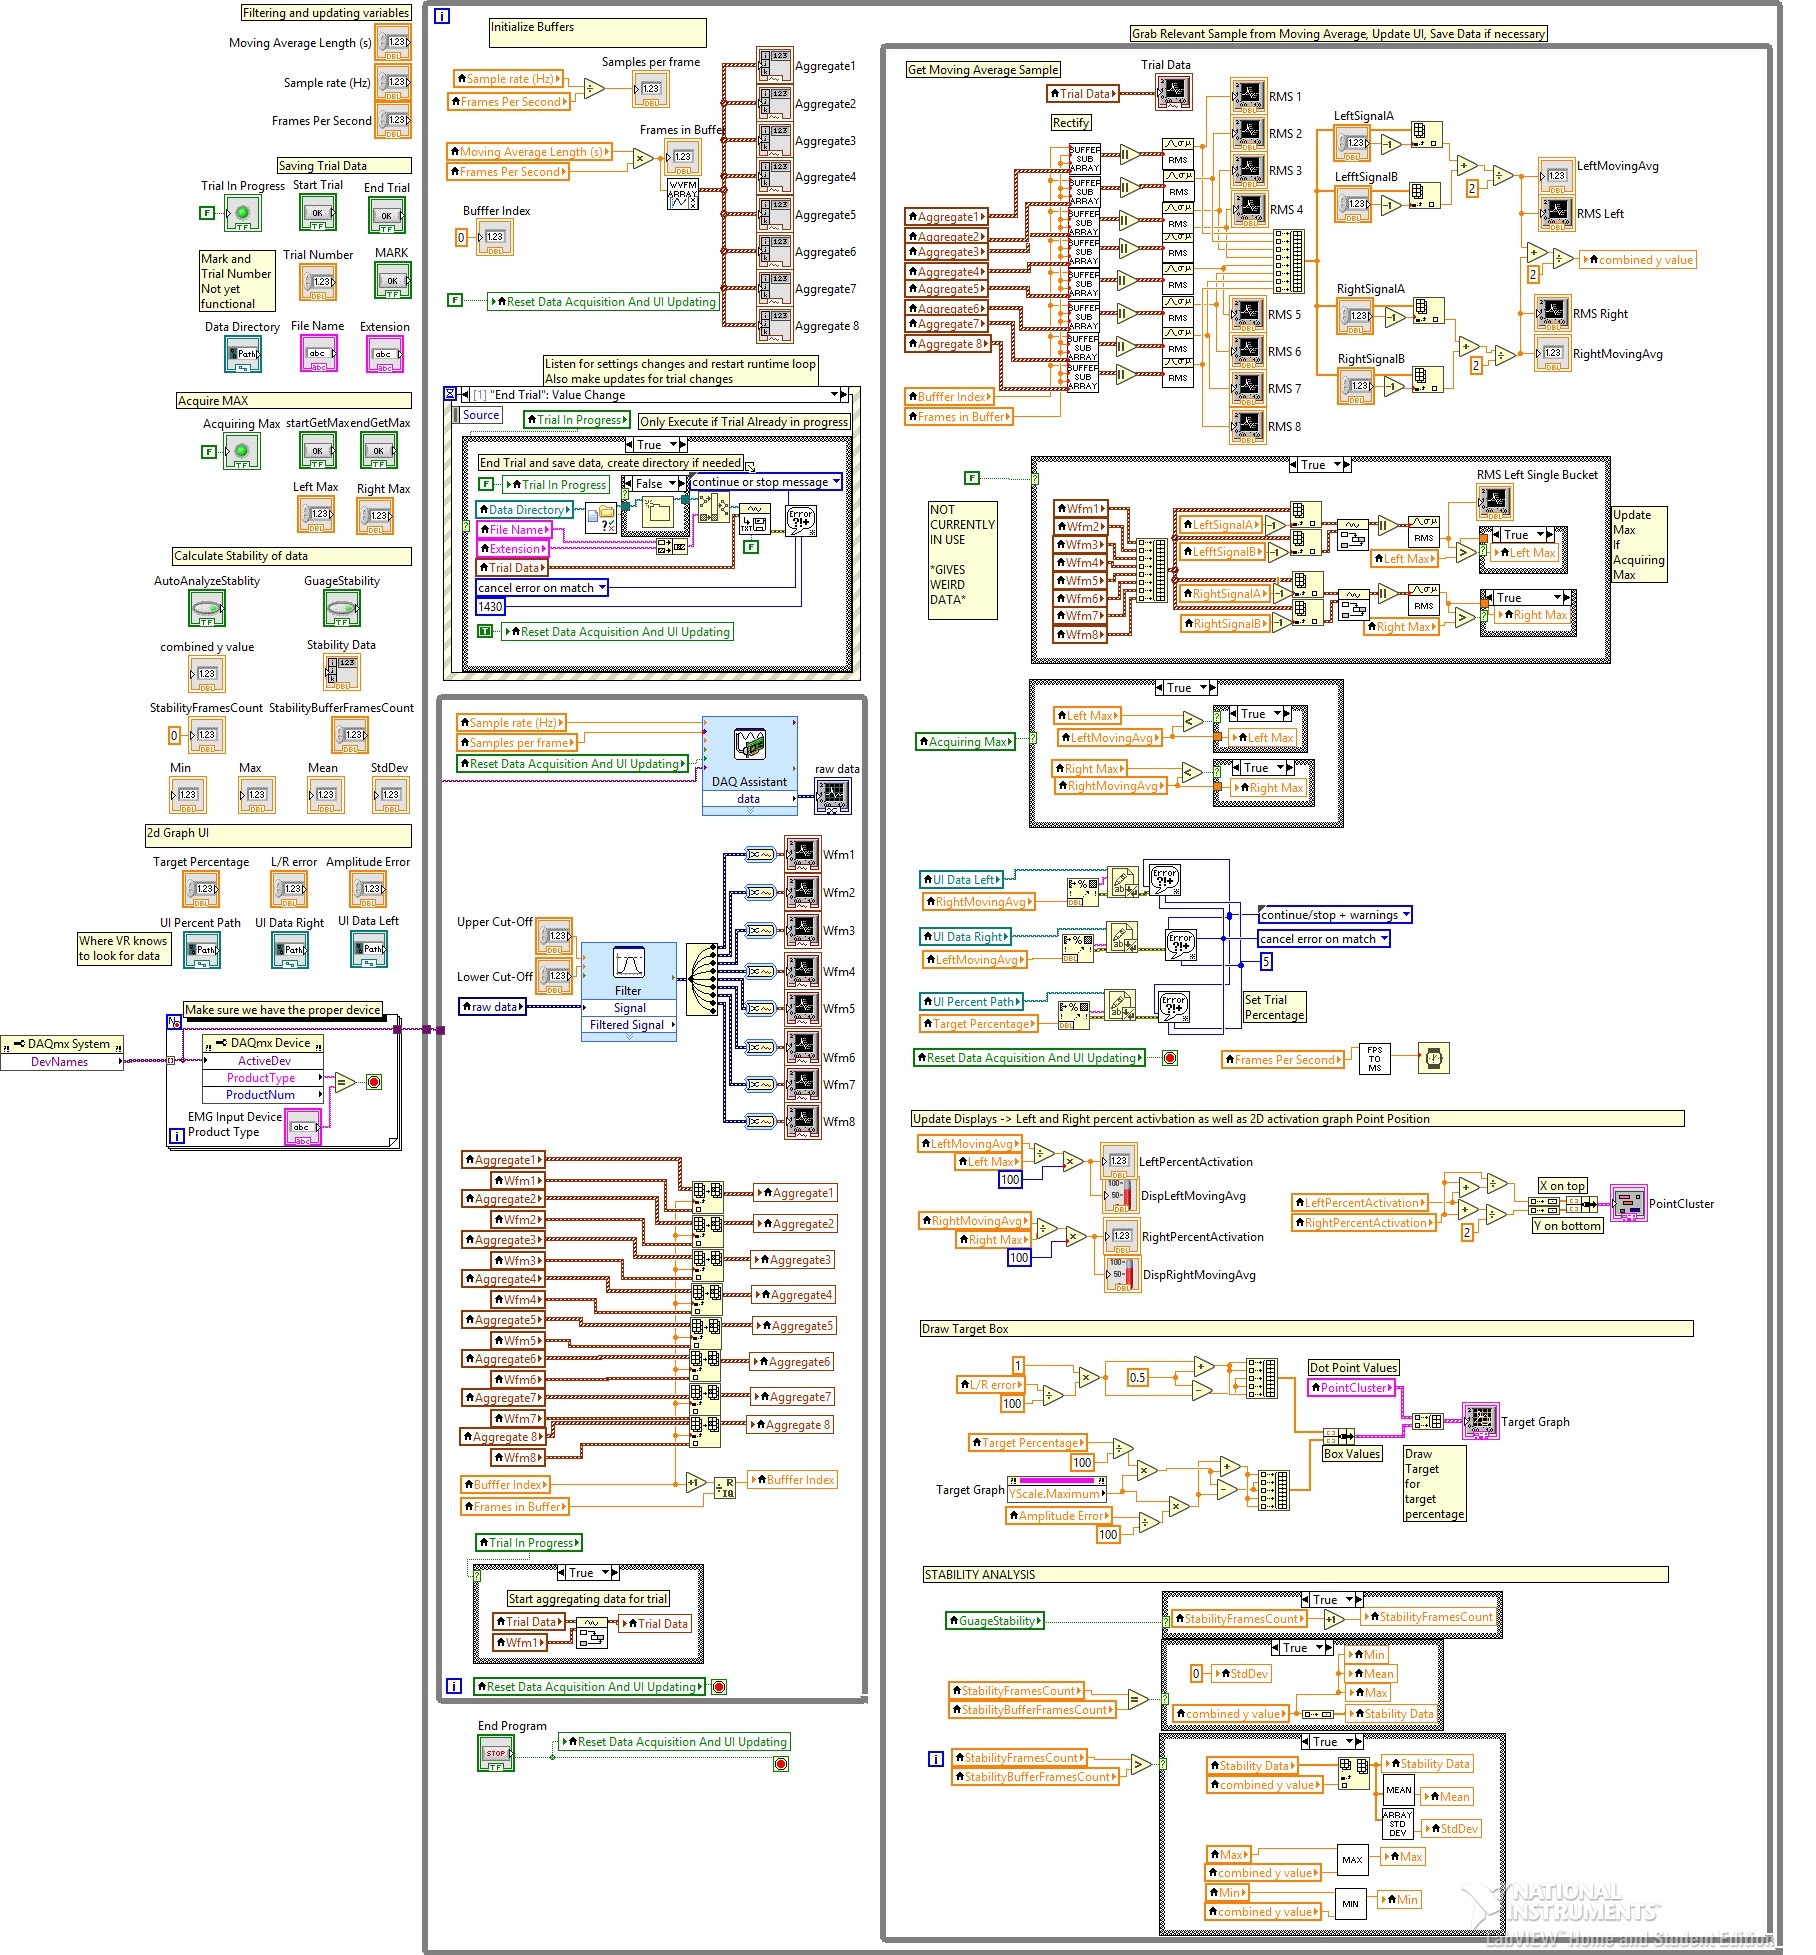 Filtering and updating variables
Moving Average Length (s)
Sample rate (Hz)
Frames Per Second
Saving Trial Data
Trial In Progress
Start Trial
End Trial
Mark and
Trial Number
Not yet
functional
Trial Number
MARK
Data Directory
File Name
Extension
Acquire MAX
Acquiring Max
startGetMax
endGetMax
Left Max
Right Max
Calculate Stability of data
AutoAnalyzeStablity
GuageStability
combined y value
Stability Data
StabilityFramesCount
StabilityBufferFramesCount
0
Min
Max
Mean
StdDev
2d Graph UI
Target Percentage
L/R error
Amplitude Error
UI Percent Path
UI Data Right
UI Data Left
Where VR knows
to look for data
Make sure we have the proper device
DAQmx System
DevNames
DAQmx Device
ActiveDev
ProductType
ProductNum
EMG Input Device
Product Type
Initialize Buffers
Sample rate (Hz)
Frames Per Second
Samples per frame
Moving Average Length (s)
Frames Per Second
Frames in Buffer
WVFM
ARRAY
Bufffer Index
0
Reset Data Acquisition And UI Updating
Aggregate1
Aggregate2
Aggregate3
Aggregate4
Aggregate5
Aggregate6
Aggregate7
Aggregate 8
Listen for settings changes and restart runtime loop
Also make updates for trial changes
[1] "End Trial": Value Change
Source
Trial In Progress
Only Execute if Trial Already in progress
True
End Trial and save data, create directory if needed
Trial In Progress
False
continue or stop message
Data Directory
File Name
Extension
Trial Data
cancel error on match
1430
Reset Data Acquisition And UI Updating
Sample rate (Hz)
Samples per frame
Reset Data Acquisition And UI Updating
DAQ Assistant
data
raw data
Upper Cut-Off
Lower Cut-Off
raw data
Filter
Signal
Filtered Signal
Wfm1
Wfm2
Wfm3
Wfm4
Wfm5
Wfm6
Wfm7
Wfm8
Aggregate1
Wfm1
Aggregate2
Wfm2
Aggregate3
Wfm3
Aggregate4
Wfm4
Aggregate5
Wfm5
Aggregate6
Wfm6
Aggregate7
Wfm7
Aggregate 8
Wfm8
Aggregate1
Aggregate2
Aggregate3
Aggregate4
Aggregate5
Aggregate6
Aggregate7
Aggregate 8
Bufffer Index
Frames in Buffer
Bufffer Index
Trial In Progress
True
Start aggregating data for trial
Trial Data
Wfm1
Trial Data
Reset Data Acquisition And UI Updating
End Program
STOP
Reset Data Acquisition And UI Updating
Grab Relevant Sample from Moving Average, Update UI, Save Data if necessary
Get Moving Average Sample
Trial Data
Trial Data
Rectify
Aggregate1
Aggregate2
Aggregate3
Aggregate4
Aggregate5
Aggregate6
Aggregate7
Aggregate 8
Bufffer Index
Frames in Buffer
BUFFER
SUB
ARRAY
RMS
RMS 1
RMS 2
RMS 3
RMS 4
RMS 5
RMS 6
RMS 7
RMS 8
LeftSignalA
LefftSignalB
RightSignalA
RightSignalB
2
LeftMovingAvg
RMS Left
2
combined y value
RMS Right
2
RightMovingAvg
NOT
CURRENTLY
IN USE
*GIVES
WEIRD
DATA*
True
Wfm1
Wfm2
Wfm3
Wfm4
Wfm5
Wfm6
Wfm7
Wfm8
LeftSignalA
LefftSignalB
RightSignalA
RightSignalB
RMS Left Single Bucket
RMS
Left Max
True
Left Max
RMS
Right Max
True
Right Max
Update
Max
If
Acquiring
Max
Acquiring Max
True
Left Max
LeftMovingAvg
True
Left Max
Right Max
RightMovingAvg
True
Right Max
UI Data Left
RightMovingAvg
UI Data Right
LeftMovingAvg
UI Percent Path
Target Percentage
continue/stop + warnings
cancel error on match
5
Set Trial
Percentage
Reset Data Acquisition And UI Updating
Frames Per Second
FPS
TO
MS
Update Displays -> Left and Right percent activbation as well as 2D activation graph Point Position
LeftMovingAvg
Left Max
100
LeftPercentActivation
DispLeftMovingAvg
RightMovingAvg
Right Max
100
RightPercentActivation
DispRightMovingAvg
LeftPercentActivation
RightPercentActivation
2
X on top
Y on bottom
PointCluster
Draw Target Box
1
L/R error
100
0.5
Target Percentage
100
Target Graph
YScale.Maximum
Amplitude Error
100
Dot Point Values
PointCluster
Box Values
Target Graph
Draw
Target
for
target
percentage
STABILITY ANALYSIS
GuageStability
True
StabilityFramesCount
StabilityFramesCount
StabilityFramesCount
StabilityBufferFramesCount
True
0
StdDev
combined y value
Min
Mean
Max
Stability Data
StabilityFramesCount
StabilityBufferFramesCount
True
Stability Data
combined y value
Stability Data
MEAN
Mean
ARRAY
STD
DEV
StdDev
Max
combined y value
MAX
Max
Min
combined y value
MIN
Min
NATIONAL
INSTRUMENTS
LabVIEW Home and Student Edition